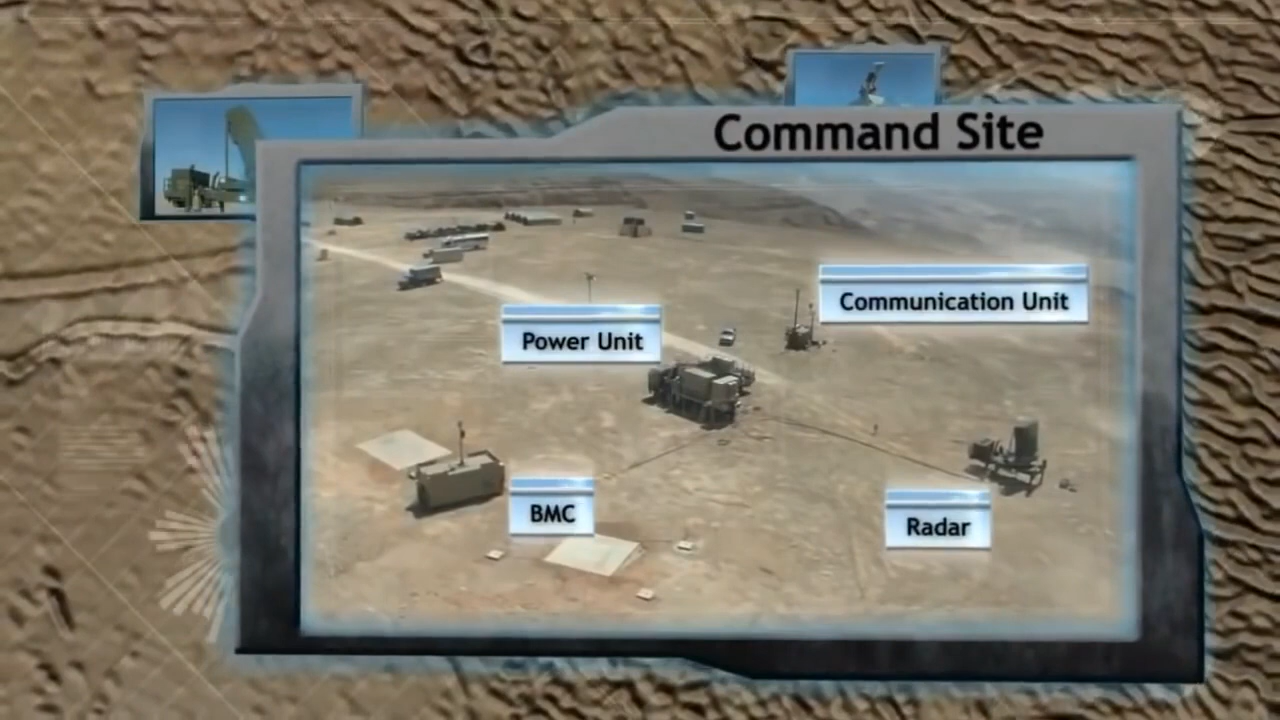 Command Site
Communication Unit
Power Unit
BMC
Radar